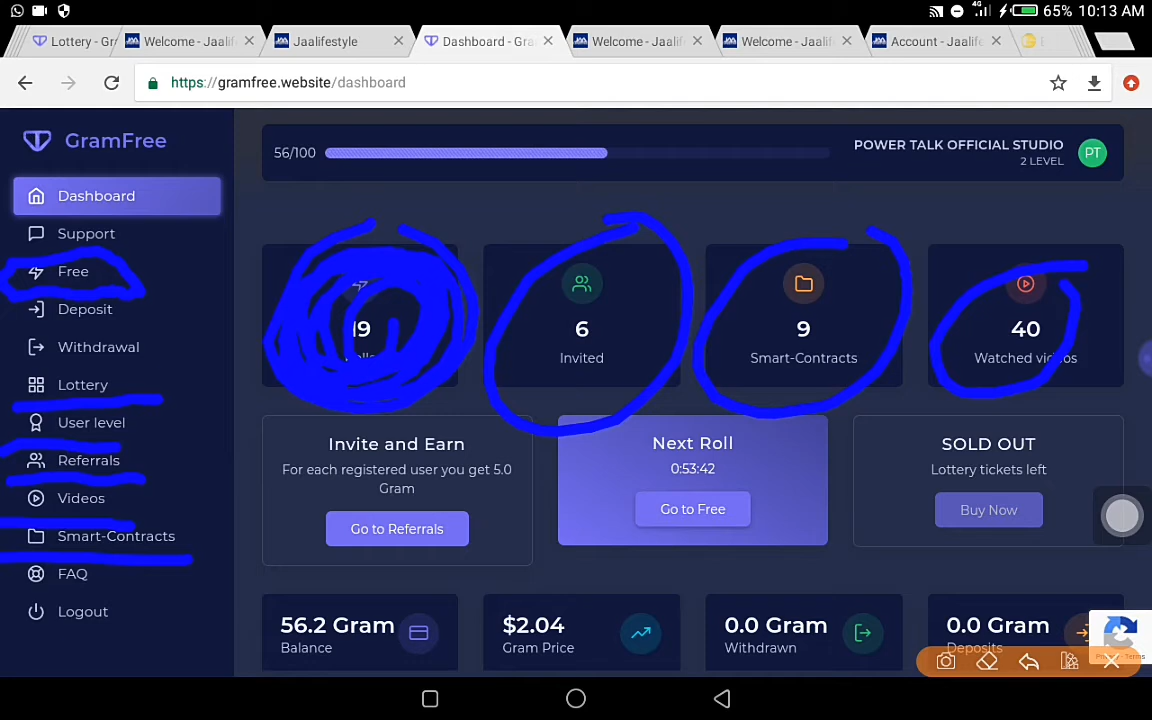 65% 10:13 AM
4G
Lottery - Gr
Welcome - Jaalif
Jaalifestyle
Dashboard - Gra
Welcome - Jaalif
Welcome - Jaalif
Account - Jaalife
https://gramfree.website/dashboard
GramFree
56/100
POWER TALK OFFICIAL STUDIO
2 LEVEL
PT
Dashboard
Support
Free
Deposit
Withdrawal
Lottery
User level
Referrals
Videos
Smart-Contracts
FAQ
Logout
19
6
Invited
9
Smart-Contracts
40
Watched videos
Invite and Earn
For each registered user you get 5.0
Gram
Go to Referrals
Next Roll
0:53:42
Go to Free
SOLD OUT
Lottery tickets left
Buy Now
56.2 Gram
Balance
$2.04
Gram Price
0.0 Gram
Withdrawn
0.0 Gram
Deposits